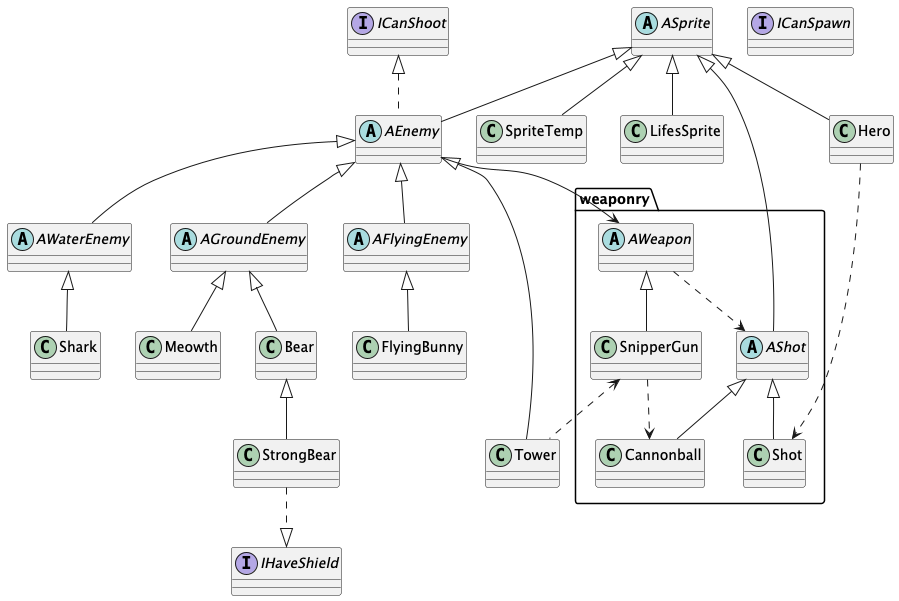 I ICanShoot
A ASprite
I ICanSpawn
A AEnemy
C SpriteTemp
C LifesSprite
C Hero
weaponry
A AWaterEnemy
A AGroundEnemy
A AFlyingEnemy
A AWeapon
C Shark
C Meowth
C Bear
C FlyingBunny
C SnipperGun
A AShot
C StrongBear
C Tower
C Cannonball
C Shot
I IHaveShield